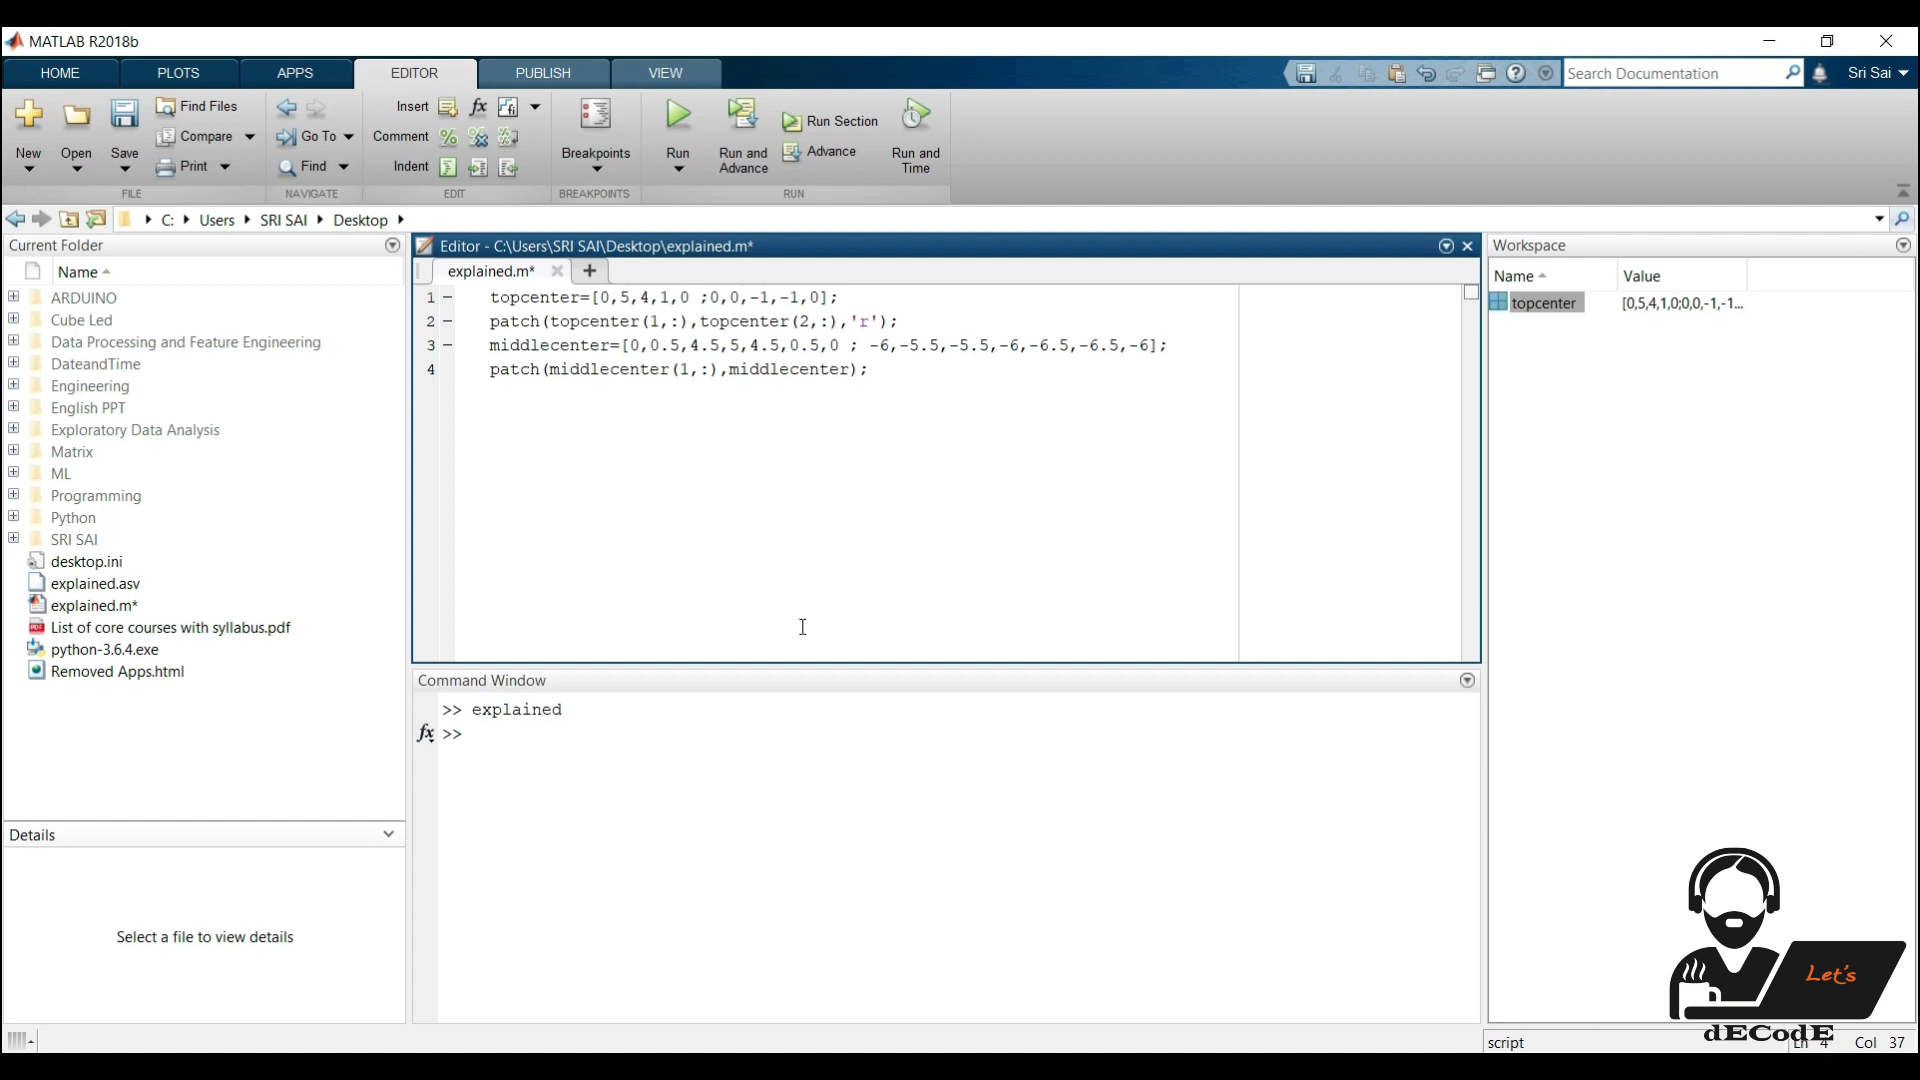 MATLAB R2018b
HOME PLOTS APPS EDITOR PUBLISH VIEW Search Documentation Sri Sai
Find Files Insert fx
New Open Save Compare Go To Comment Breakpoints Run Run and Advance Run Section Advance Run and Time
Print Find Indent
FILE NAVIGATE EDIT BREAKPOINTS RUN
C: Users SRI SAI Desktop
Current Folder
Name
ARDUINO
Cube Led
Data Processing and Feature Engineering
DateandTime
Engineering
English PPT
Exploratory Data Analysis
Matrix
ML
Programming
Python
SRI SAI
desktop.ini
explained.asv
explained.m*
List of core courses with syllabus.pdf
python-3.6.4.exe
Removed Apps.html
Details
Select a file to view details
Editor - C:\Users\SRI SAI\Desktop\explained.m*
explained.m*
1 – topcenter=[0,5,4,1,0 ;0,0,-1,-1,0];
2 – patch(topcenter(1,:),topcenter(2,:),'r');
3 – middlecenter=[0,0.5,4.5,5,4.5,0.5,0 ; -6,-5.5,-5.5,-6,-6.5,-6.5,-6];
4 patch(middlecenter(1,:),middlecenter);
Command Window
>> explained
fx >>
Workspace
Name Value
topcenter [0,5,4,1,0;0,0,-1,-1...
Let's
dECodE
script Ln 4 Col 37